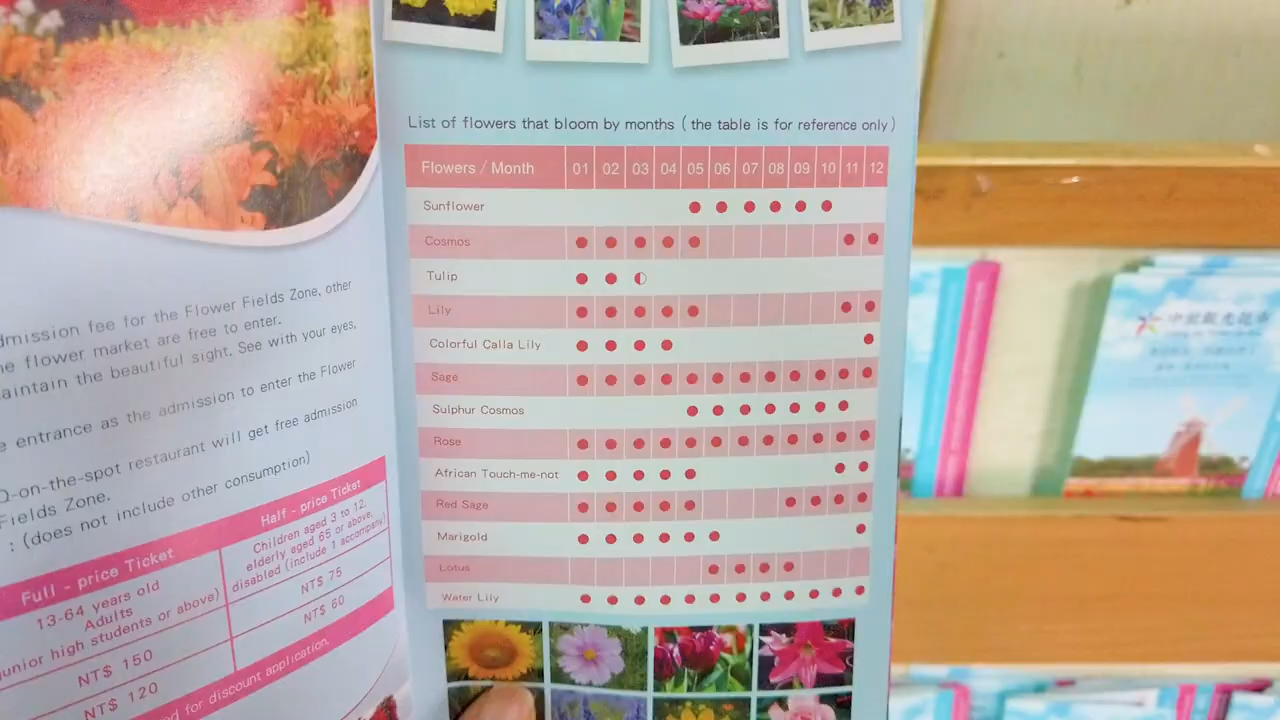 dmission fee for the Flower Fields Zone, other
e flower market are free to enter.
aintain the beautiful sight. See with your eyes,
e entrance as the admission to enter the Flower
Q-on-the-spot restaurant will get free admission
Fields Zone.
: (does not include other consumption)
Full - price Ticket Half - price Ticket
13-64 years old
Adults
unior high students or above)
Children aged 3 to 12,
elderly aged 65 or above,
disabled (include 1 accompany)
NT$ 150 NT$ 75
NT$ 120 NT$ 60
ed for discount application.
List of flowers that bloom by months ( the table is for reference only )
Flowers / Month 01 02 03 04 05 06 07 08 09 10 11 12
Sunflower
Cosmos
Tulip
Lily
Colorful Calla Lily
Sage
Sulphur Cosmos
Rose
African Touch-me-not
Red Sage
Marigold
Lotus
Water Lily